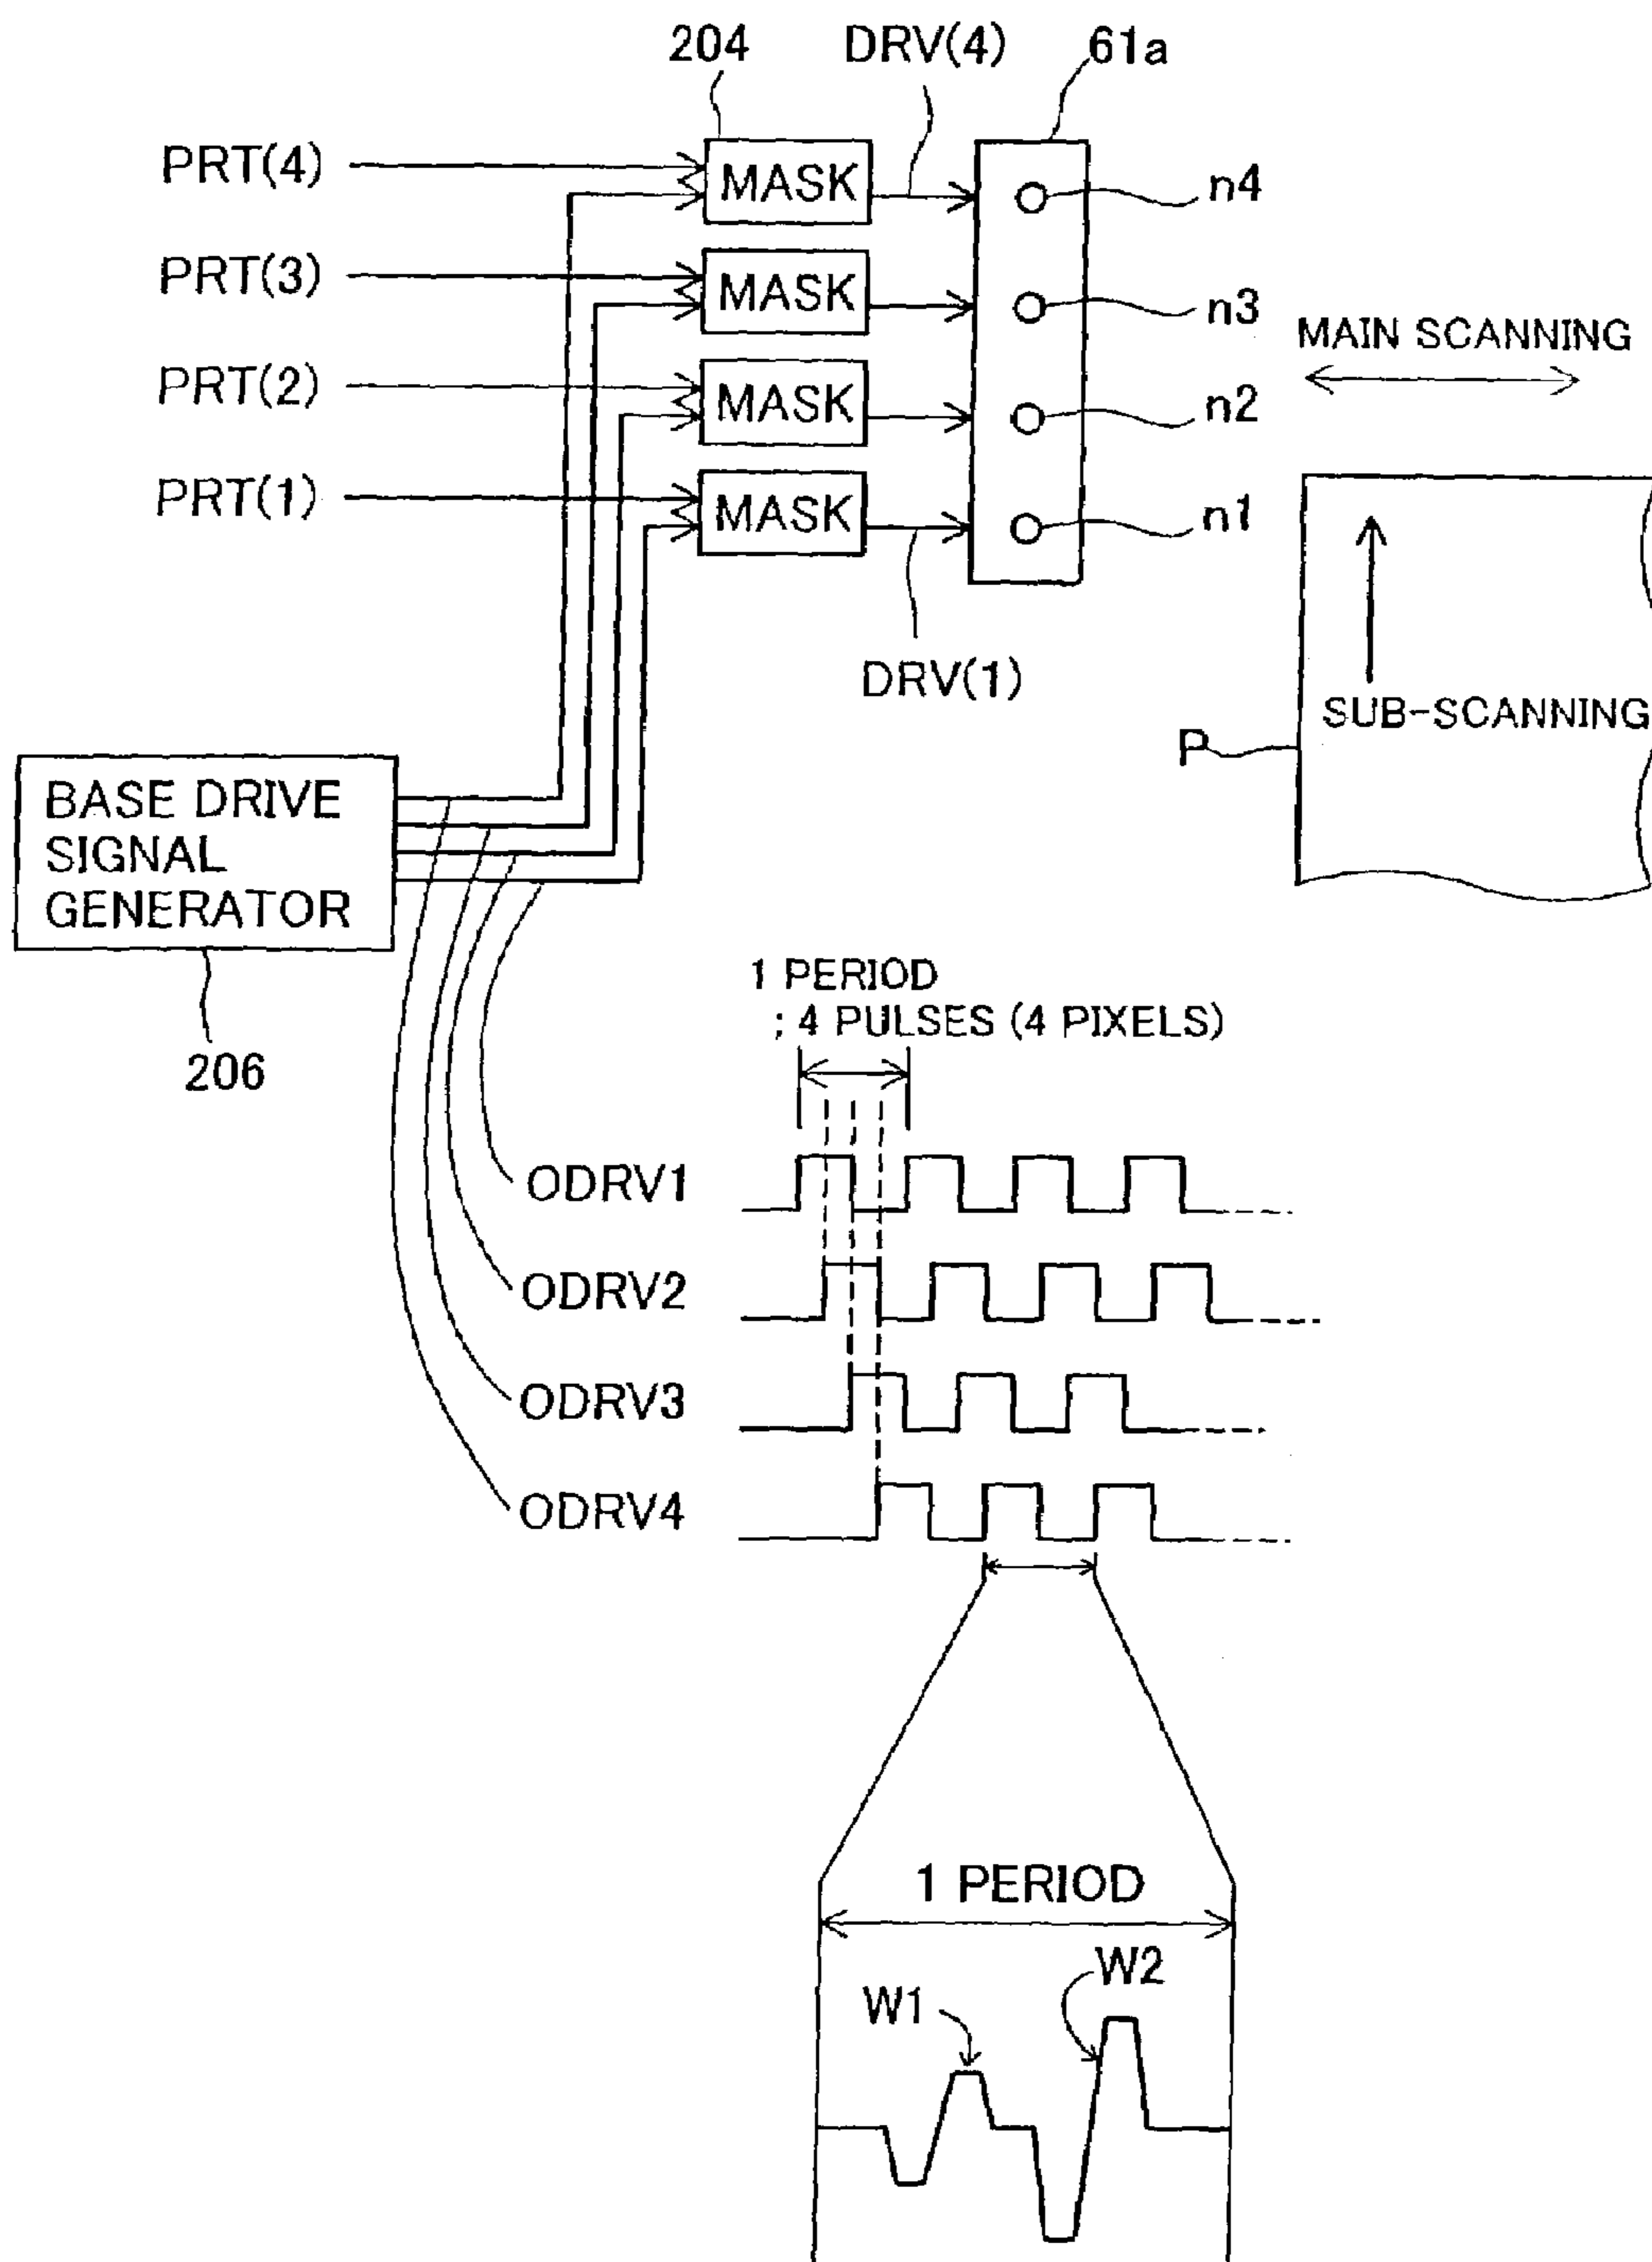 204
DRV(4)
61a
PRT(4)
MASK
n4
PRT(3)
MASK
n3
MAIN SCANNING
PRT(2)
MASK
n2
PRT(1)
MASK
n1
DRV(1)
SUB-SCANNING
P
BASE DRIVE
SIGNAL
GENERATOR
206
1 PERIOD
; 4 PULSES (4 PIXELS)
ODRV1
ODRV2
ODRV3
ODRV4
1 PERIOD
W1
W2